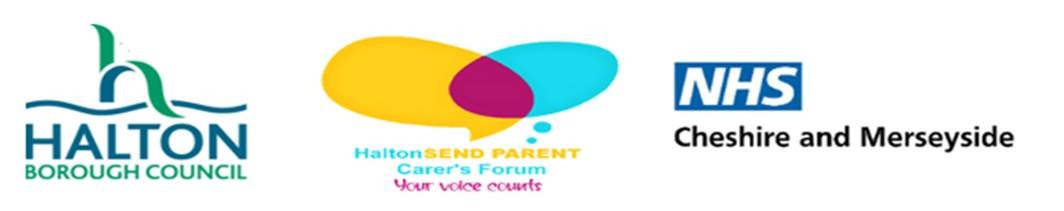 HALTON
BOROUGH COUNCIL
HaltonSEND PARENT
Carer's Forum
Your voice counts
NHS
Cheshire and Merseyside